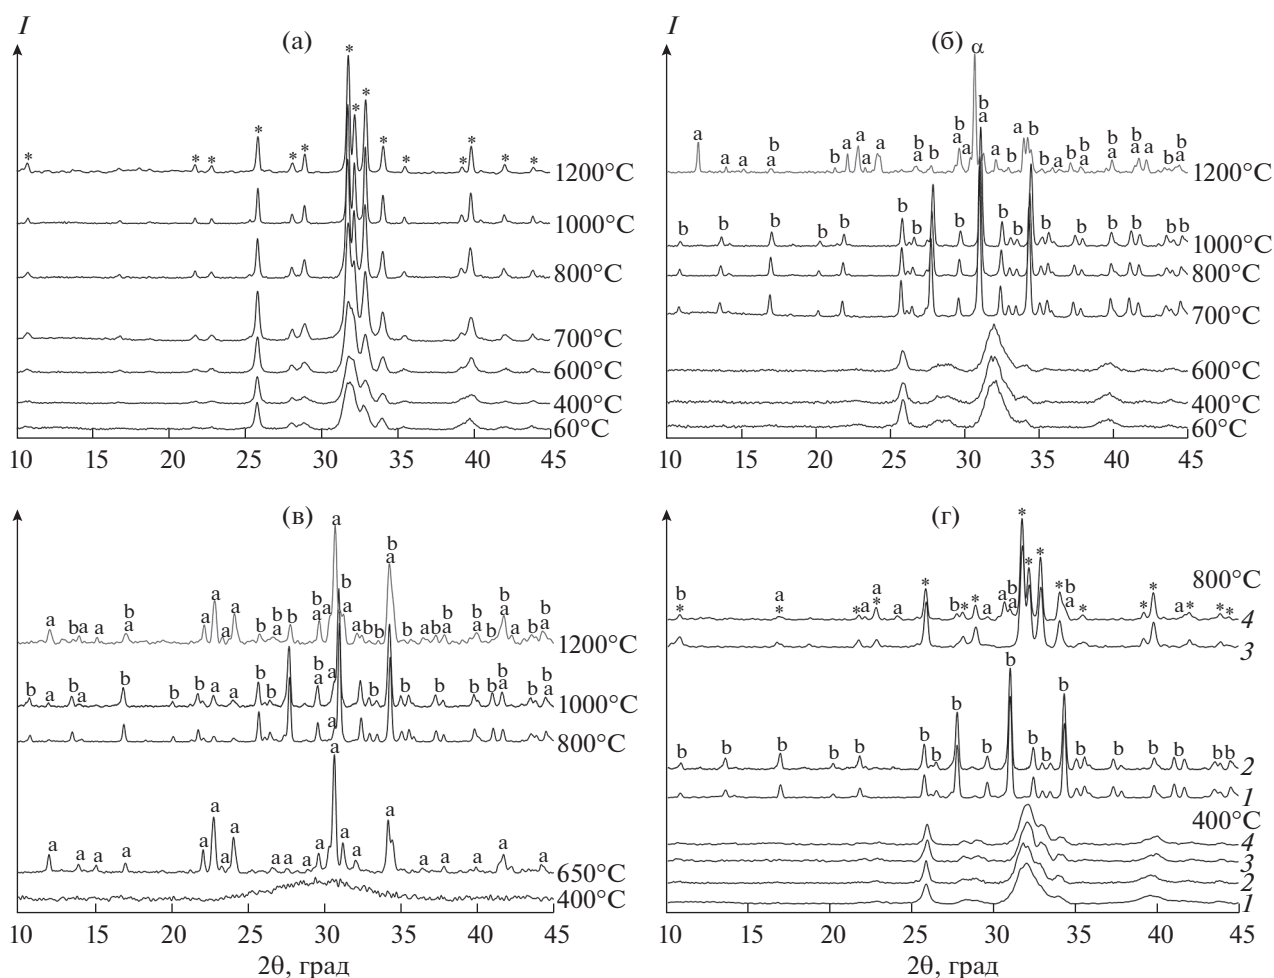 I
(а)
* * * * * * * * * * * * * * *
1200°C
1000°C
800°C
700°C
600°C
400°C
60°C
10 15 20 25 30 35 40 45
I
(б)
α
a a a b a b a a a b a b b a b a a a b b a b a b b a b a a b b a
1200°C
b b b b b b b b b b b b b b b b b
1000°C
800°C
700°C
600°C
400°C
60°C
10 15 20 25 30 35 40 45
(в)
a a b a a b a a a a a b b a b b a b a b a a b b b a a a b a b a b b a a b b a
1200°C
b a b a b b b a a b b b a a b b b b b b b a b b a
1000°C
a
800°C
a a a a a a a a a a a a a a a a a a a a a
650°C
400°C
10 15 20 25 30 35 40 45
2θ, град
(г)
b * a * * a a * a * b * * a a b a * * * * b a * * * a * * *
800°C
4
3
b b b b b b b b b b b b b b b b b b b
2
1
400°C
4
3
2
1
10 15 20 25 30 35 40 45
2θ, град